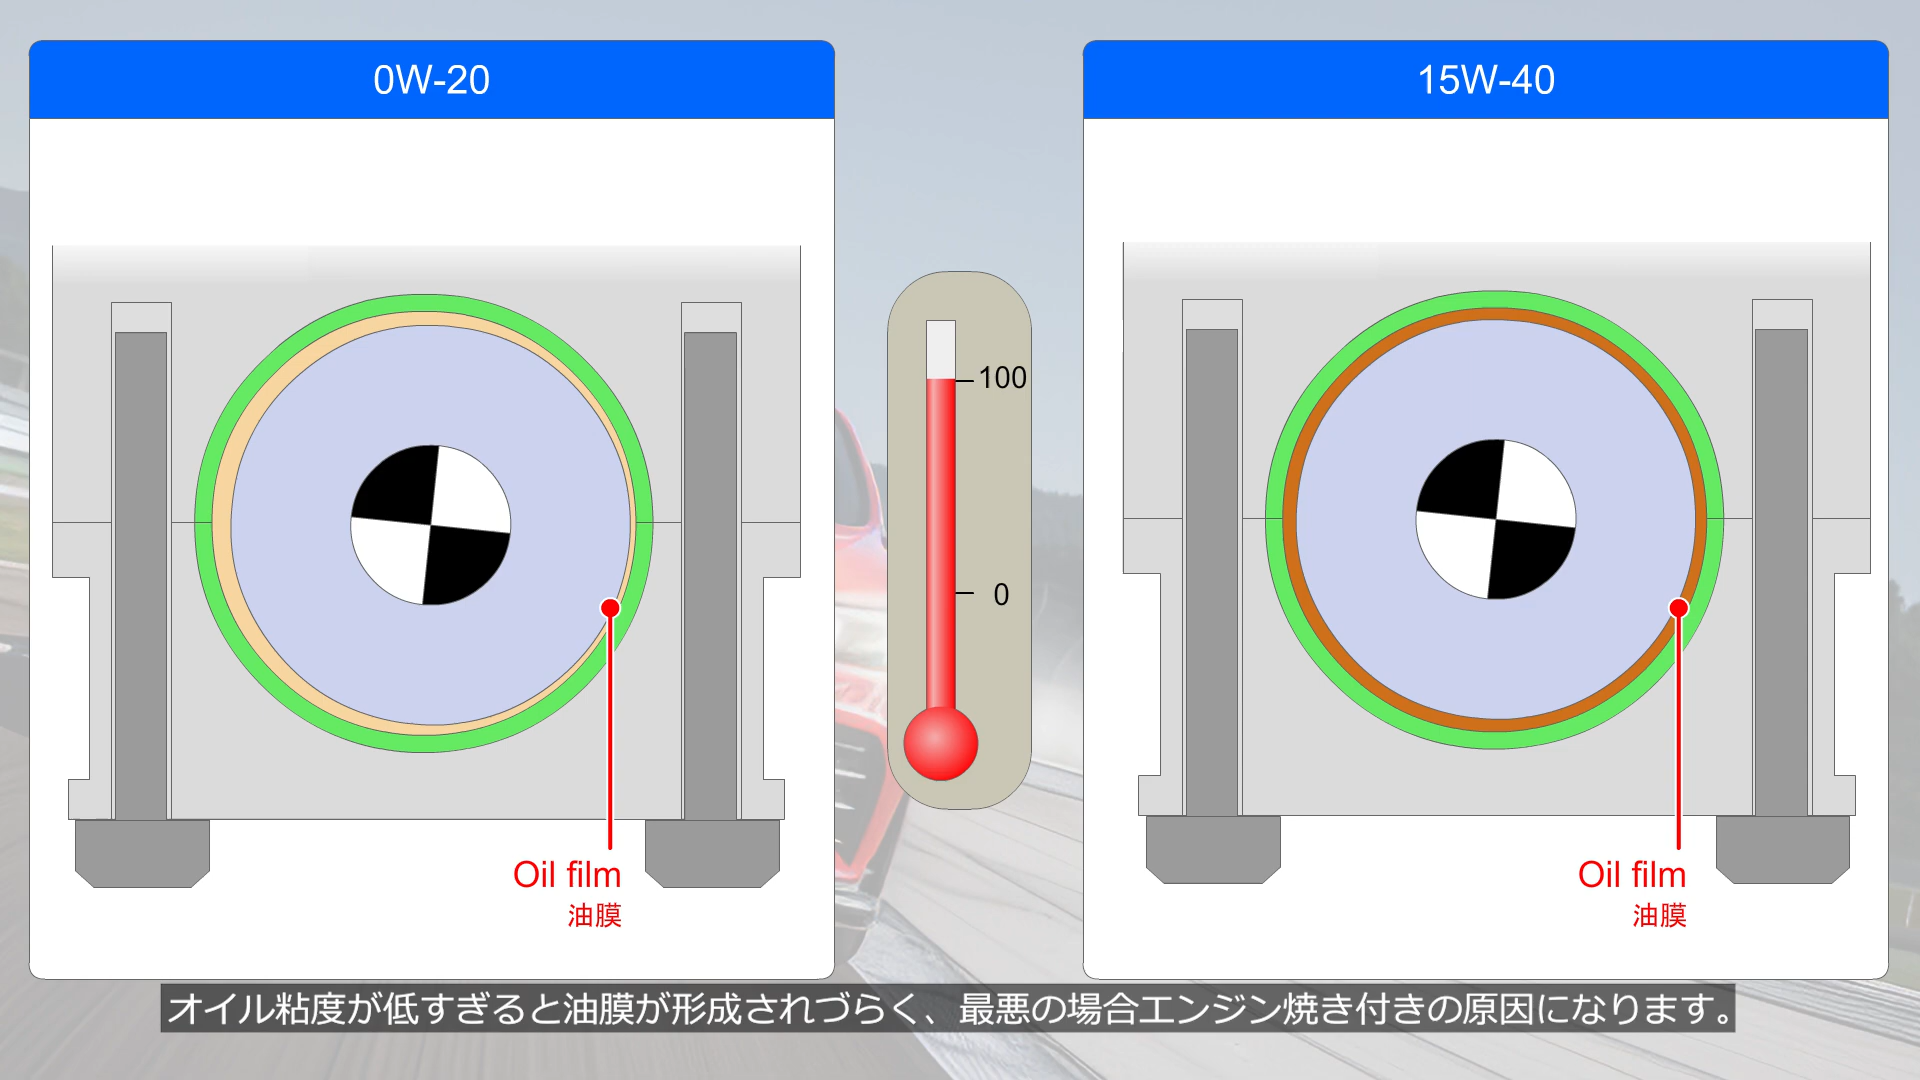 0W-20
15W-40
100
0
Oil film
油膜
Oil film
油膜
オイル粘度が低すぎると油膜が形成されづらく、最悪の場合エンジン焼き付きの原因になります。